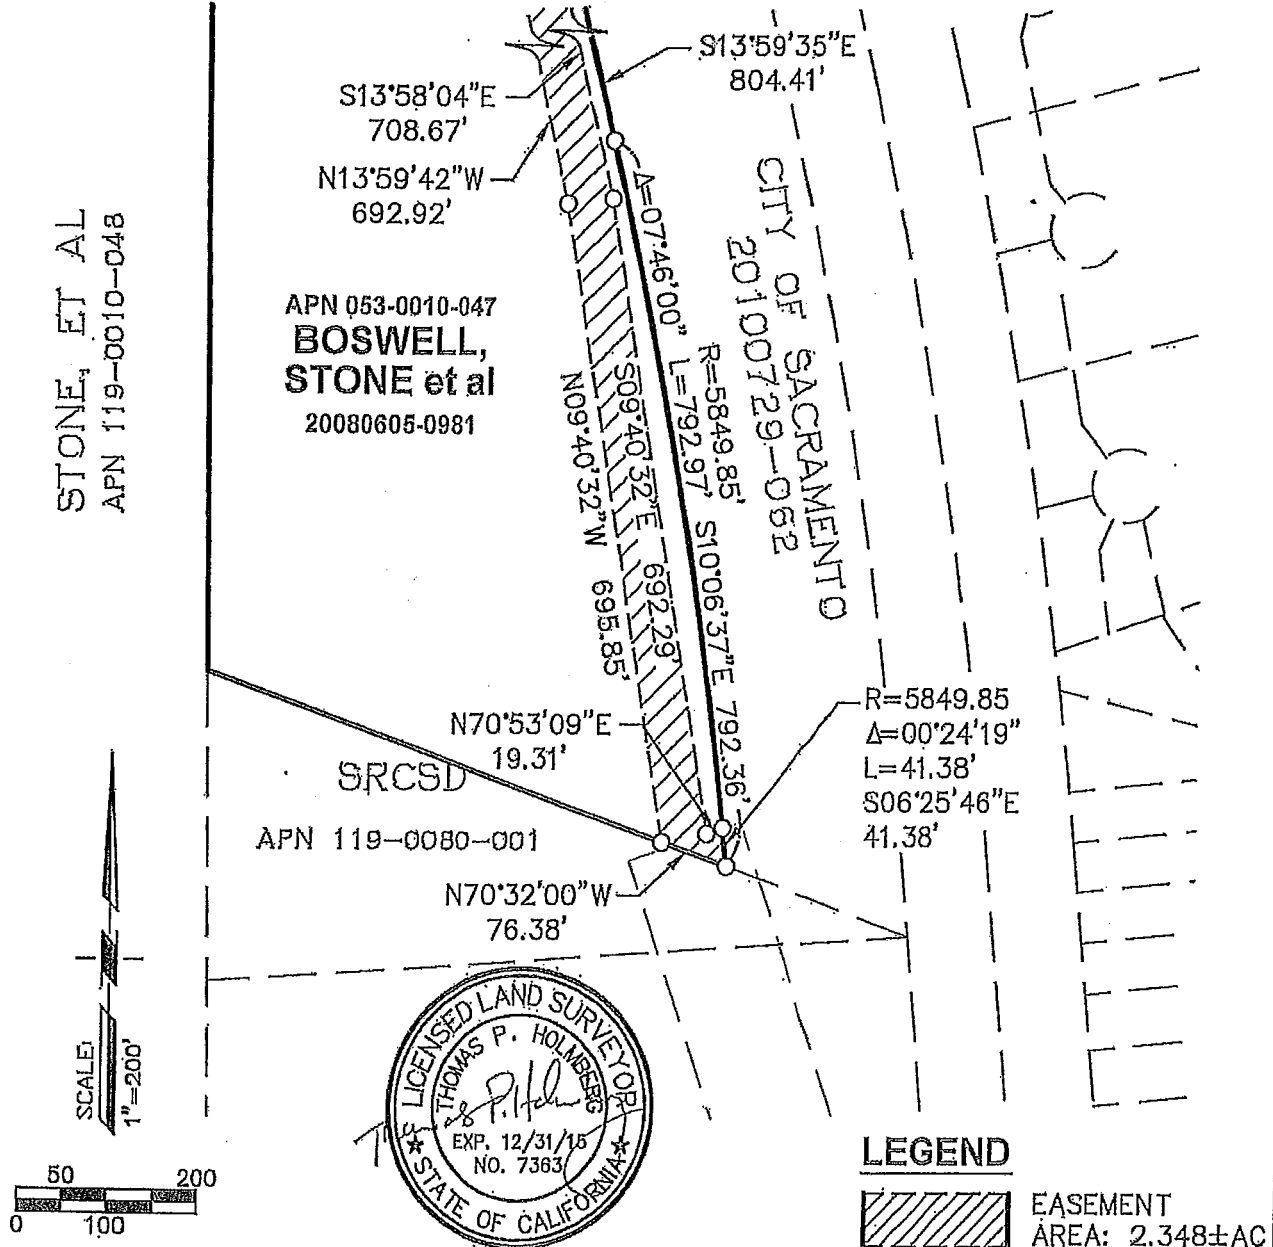 S13°59'35"E
804.41'
S13°58'04"E
708.67'
N13°59'42"W
692.92'
STONE, ET AL
APN 119-0010-048
APN 053-0010-047
BOSWELL,
STONE et al
20080605-0981
CITY OF SACRAMENTO
20100729-062
Δ=07°46'00"
R=5849.85'
L=792.97'
S10°06'37"E 792.36'
S09°40'32"E 692.29'
N09°40'32"W 695.85'
N70°53'09"E
19.31'
SRCSD
APN 119-0080-001
N70°32'00"W
76.38'
R=5849.85
Δ=00°24'19"
L=41.38'
S06°25'46"E
41.38'
SCALE:
1"=200'
50 200
0 100
LICENSED LAND SURVEYOR
THOMAS P. HOLMBERG
EXP. 12/31/15
NO. 7363
STATE OF CALIFORNIA
LEGEND
EASEMENT
AREA: 2.348±AC